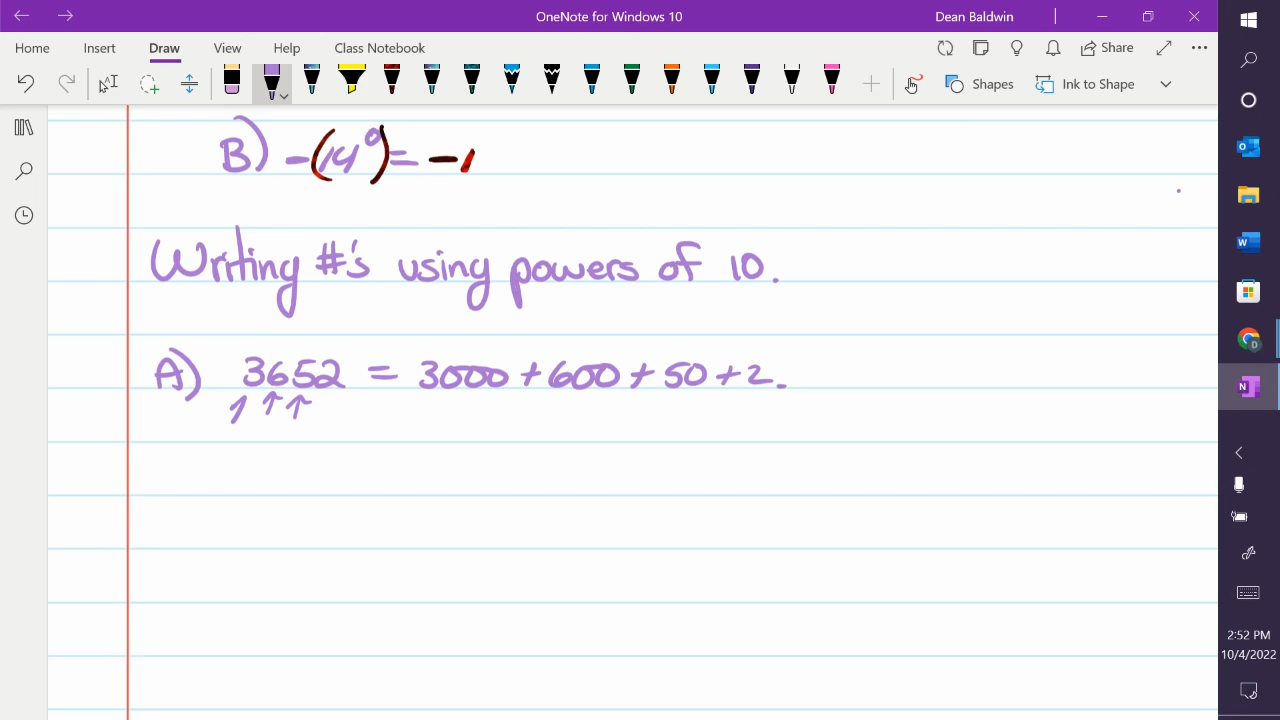 OneNote for Windows 10
Dean Baldwin
Home Insert Draw View Help Class Notebook
Share
Shapes
Ink to Shape
B) -(14⁰) = -1
Writing #'s using powers of 10.
A) 3652 = 3000 + 600 + 50 + 2.
2:52 PM
10/4/2022